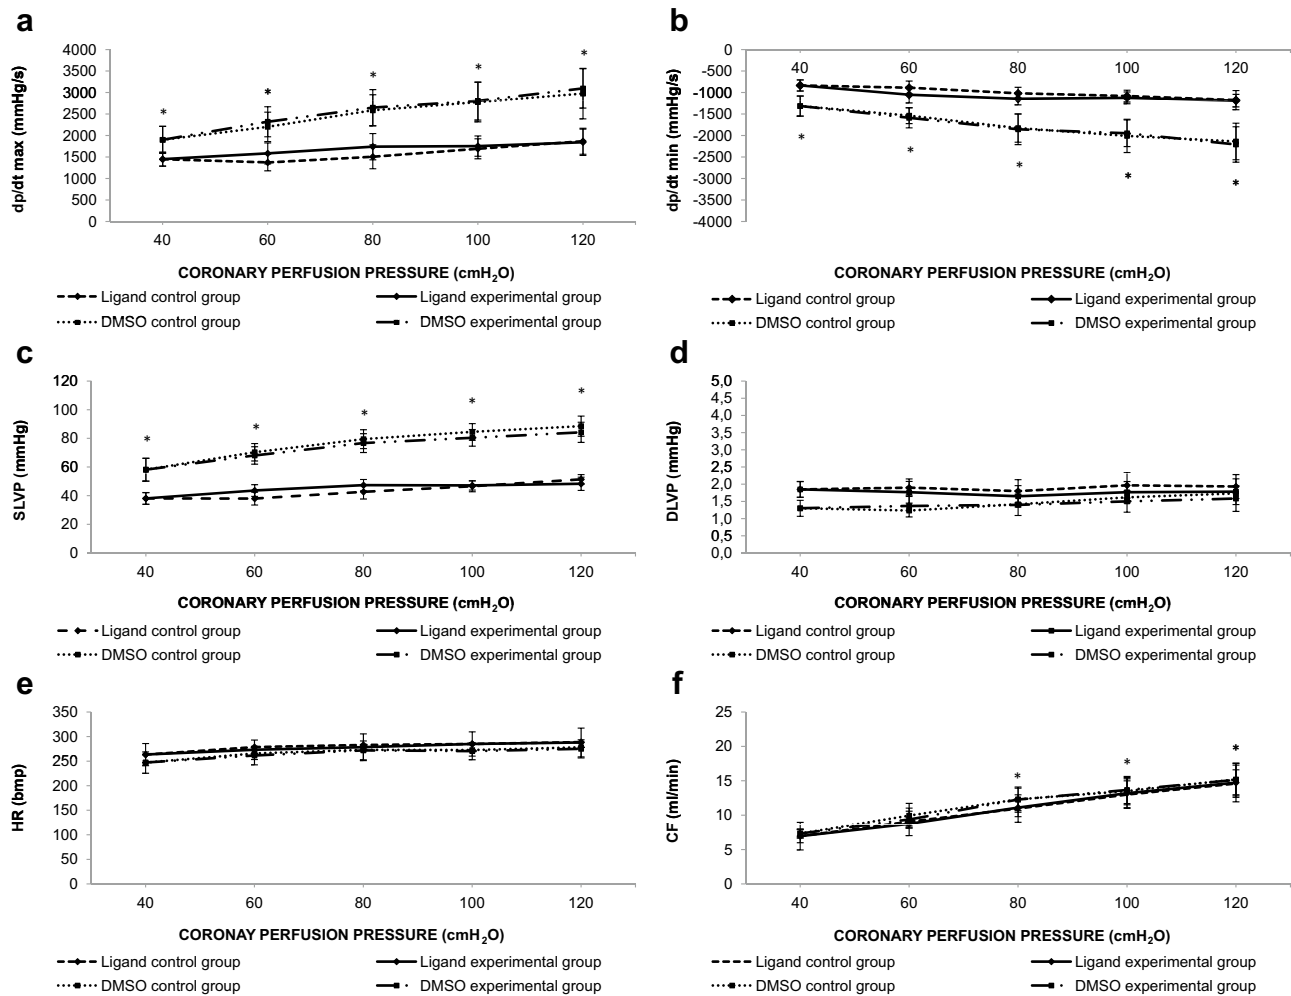 a
4000
3500
3000
2500
2000
1500
1000
500
0
dp/dt max (mmHg/s)
* * * * *
40 60 80 100 120
CORONARY PERFUSION PRESSURE (cmH₂O)
Ligand control group Ligand experimental group
DMSO control group DMSO experimental group
b
0
-500
-1000
-1500
-2000
-2500
-3000
-3500
-4000
dp/dt min (mmHg/s)
40 60 80 100 120
* * * * *
CORONARY PERFUSION PRESSURE (cmH₂O)
Ligand control group Ligand experimental group
DMSO control group DMSO experimental group
c
120
100
80
60
40
20
0
SLVP (mmHg)
* * * * *
40 60 80 100 120
CORONARY PERFUSION PRESSURE (cmH₂O)
Ligand control group Ligand experimental group
DMSO control group DMSO experimental group
d
5,0
4,5
4,0
3,5
3,0
2,5
2,0
1,5
1,0
0,5
0,0
DLVP (mmHg)
40 60 80 100 120
CORONARY PERFUSION PRESSURE (cmH₂O)
Ligand control group Ligand experimental group
DMSO control group DMSO experimental group
e
350
300
250
200
150
100
50
0
HR (bmp)
40 60 80 100 120
CORONAY PERFUSION PRESSURE (cmH₂O)
Ligand control group Ligand experimental group
DMSO control group DMSO experimental group
f
25
20
15
10
5
0
CF (ml/min)
* * *
40 60 80 100 120
CORONARY PERFUSION PRESSURE (cmH₂O)
Ligand control group Ligand experimental group
DMSO control group DMSO experimental group